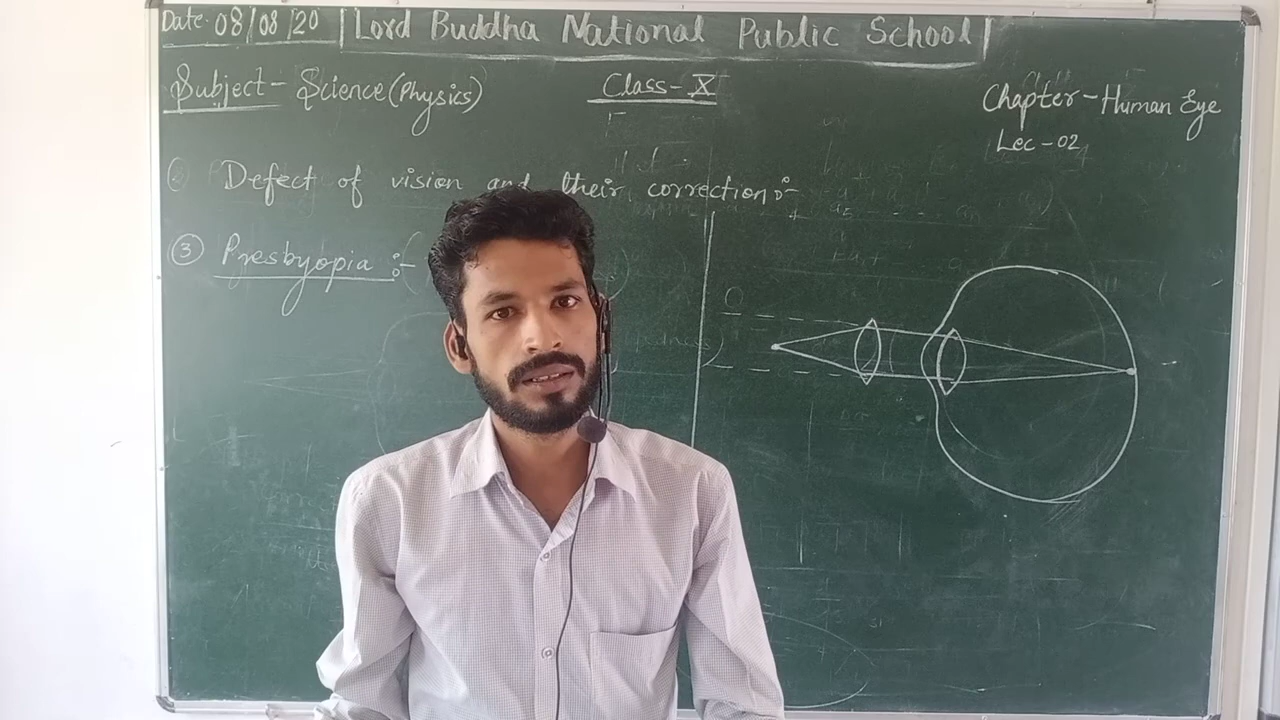 Date. 08/08/20 | Lord Buddha National Public School |
Subject - Science (Physics)
Class - X
Chapter - Human Eye
Lec - 02
② Defect of vision and their correction :-
③ Presbyopia :-